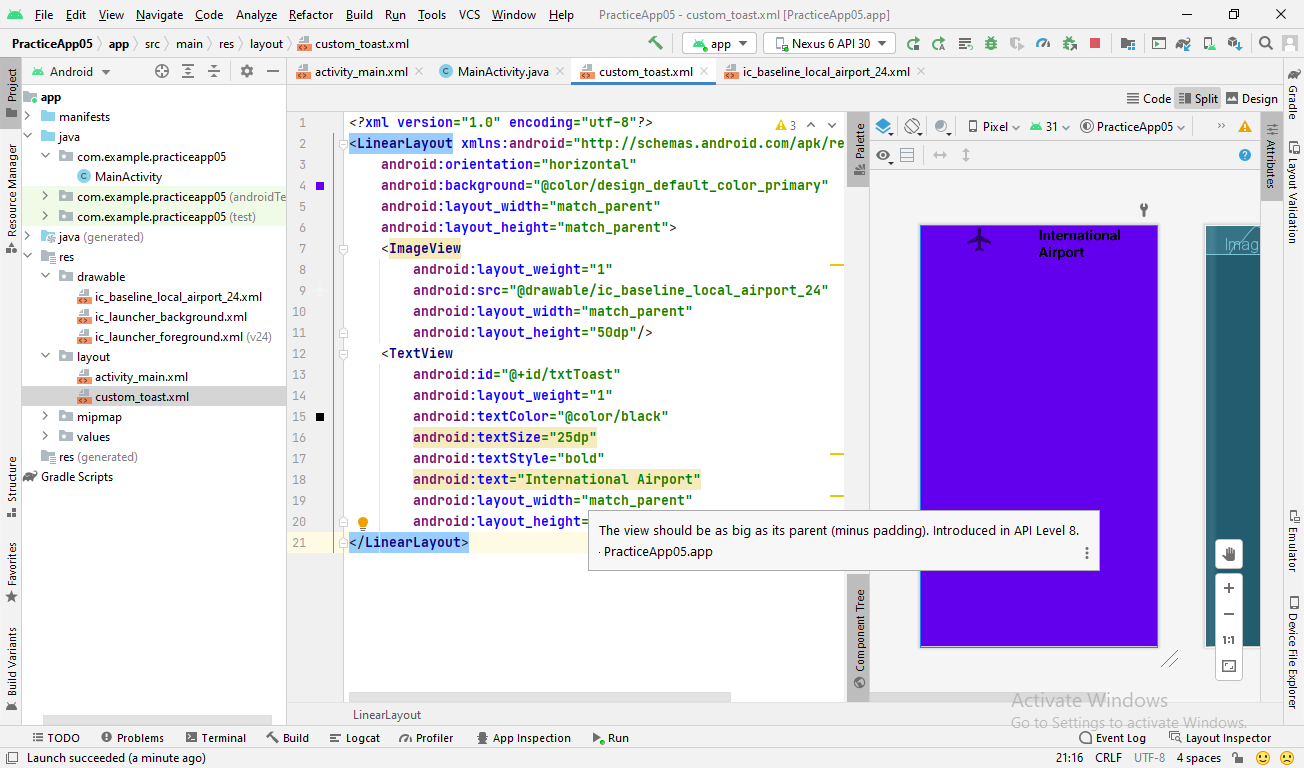 File Edit View Navigate Code Analyze Refactor Build Run Tools VCS Window Help PracticeApp05 - custom_toast.xml [PracticeApp05.app]
PracticeApp05 app src main res layout custom_toast.xml app Nexus 6 API 30
Android activity_main.xml MainActivity.java custom_toast.xml ic_baseline_local_airport_24.xml
Code Split Design
Project
Resource Manager
Structure
Favorites
Build Variants
app
manifests
java
com.example.practiceapp05
MainActivity
com.example.practiceapp05 (androidTe
com.example.practiceapp05 (test)
java (generated)
res
drawable
ic_baseline_local_airport_24.xml
ic_launcher_background.xml
ic_launcher_foreground.xml (v24)
layout
activity_main.xml
custom_toast.xml
mipmap
values
res (generated)
Gradle Scripts
1 <?xml version="1.0" encoding="utf-8"?>
2 <LinearLayout xmlns:android="http://schemas.android.com/apk/re
3 android:orientation="horizontal"
4 android:background="@color/design_default_color_primary"
5 android:layout_width="match_parent"
6 android:layout_height="match_parent">
7 <ImageView
8 android:layout_weight="1"
9 android:src="@drawable/ic_baseline_local_airport_24"
10 android:layout_width="match_parent"
11 android:layout_height="50dp"/>
12 <TextView
13 android:id="@+id/txtToast"
14 android:layout_weight="1"
15 android:textColor="@color/black"
16 android:textSize="25dp"
17 android:textStyle="bold"
18 android:text="International Airport"
19 android:layout_width="match_parent"
20 android:layout_height=
21 </LinearLayout>
3
The view should be as big as its parent (minus padding). Introduced in API Level 8.
· PracticeApp05.app
LinearLayout
Palette
Component Tree
Pixel 31 PracticeApp05 »
International
Airport
Imag
1:1
Attributes
Gradle
Layout Validation
Emulator
Device File Explorer
Activate Windows
Go to Settings to activate Windows.
TODO Problems Terminal Build Logcat Profiler App Inspection Run Event Log Layout Inspector
Launch succeeded (a minute ago) 21:16 CRLF UTF-8 4 spaces